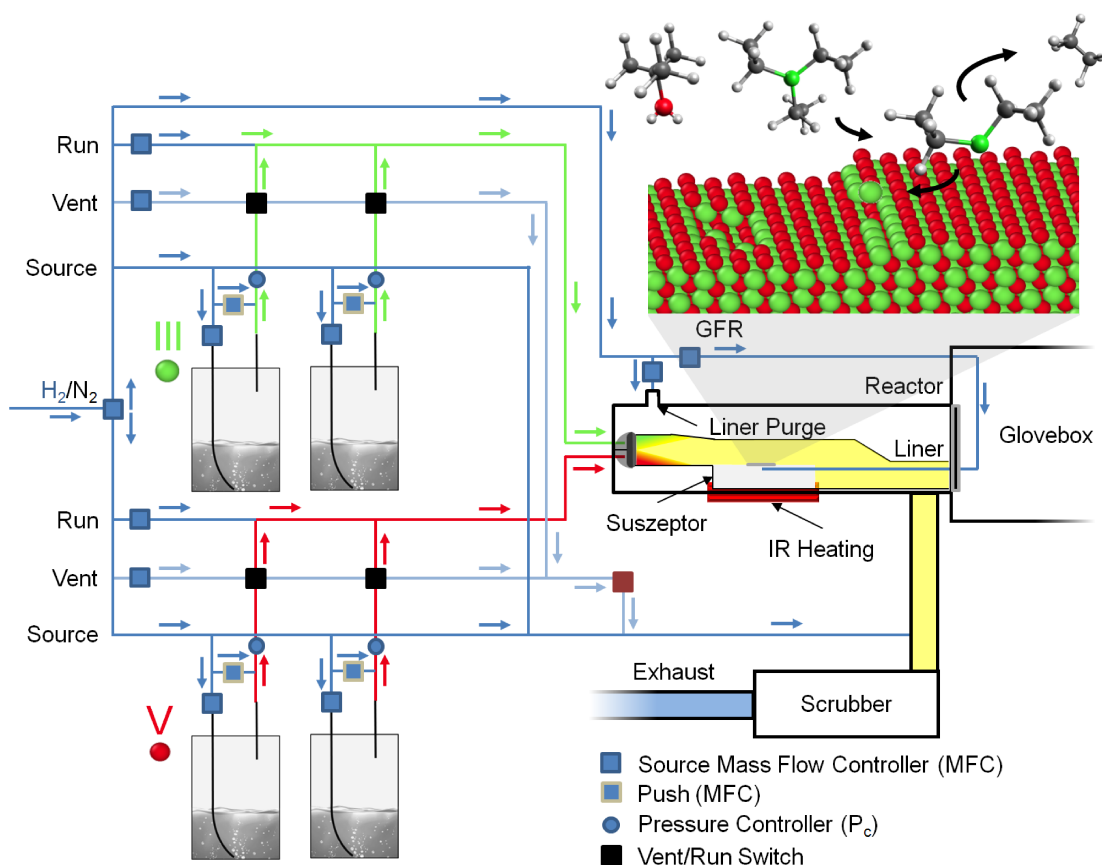 Run
Vent
Source
III
H2/N2
GFR
Reactor
Liner Purge
Liner
Glovebox
Suszeptor
IR Heating
Run
Vent
Source
V
Exhaust
Scrubber
Source Mass Flow Controller (MFC)
Push (MFC)
Pressure Controller (Pc)
Vent/Run Switch